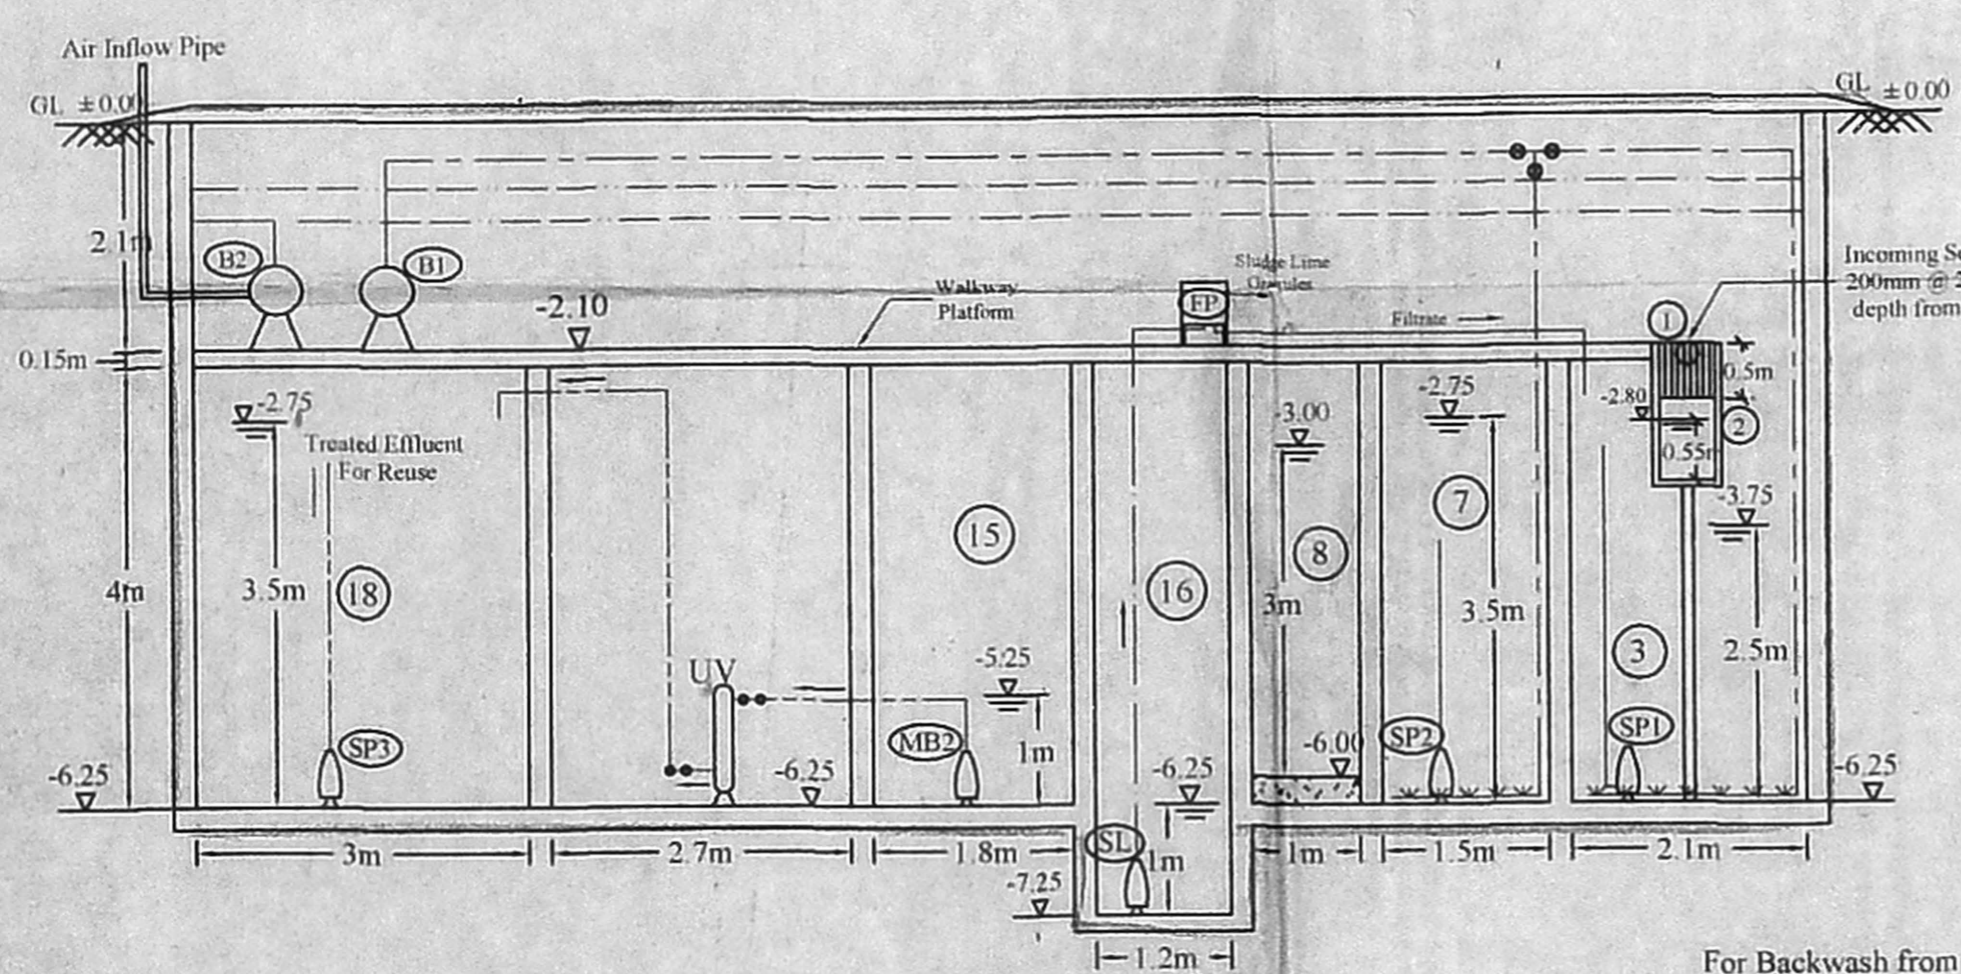 Air Inflow Pipe
GL ±0.00
GL ±0.00
2.1m
B2
B1
-2.10
Walkway
Platform
FP
Sludge Lime
Granules
Filtrate
1
Incoming
200mm @
depth from
0.15m
0.5m
-2.75
-3.00
-2.75
-2.80
2
0.55m
Treated Effluent
For Reuse
-3.75
4m
3.5m
18
15
16
8
7
3m
3.5m
3
2.5m
UV
-5.25
SP3
MB2
1m
-6.00
SP2
SP1
-6.25
-6.25
-6.25
-6.25
3m
2.7m
1.8m
SL
1m
1m
1.5m
2.1m
-7.25
1.2m
For Backwash from